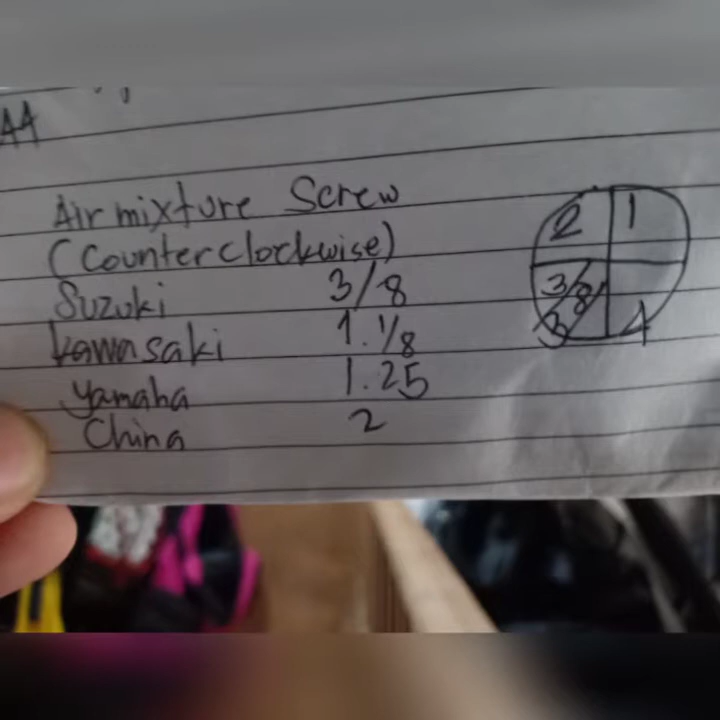 A4
Air mixture Screw
(Counterclockwise)
Suzuki 3/8
kawasaki 1.1/8
Yamaha 1.25
China 2
2 1
3/8
3 4